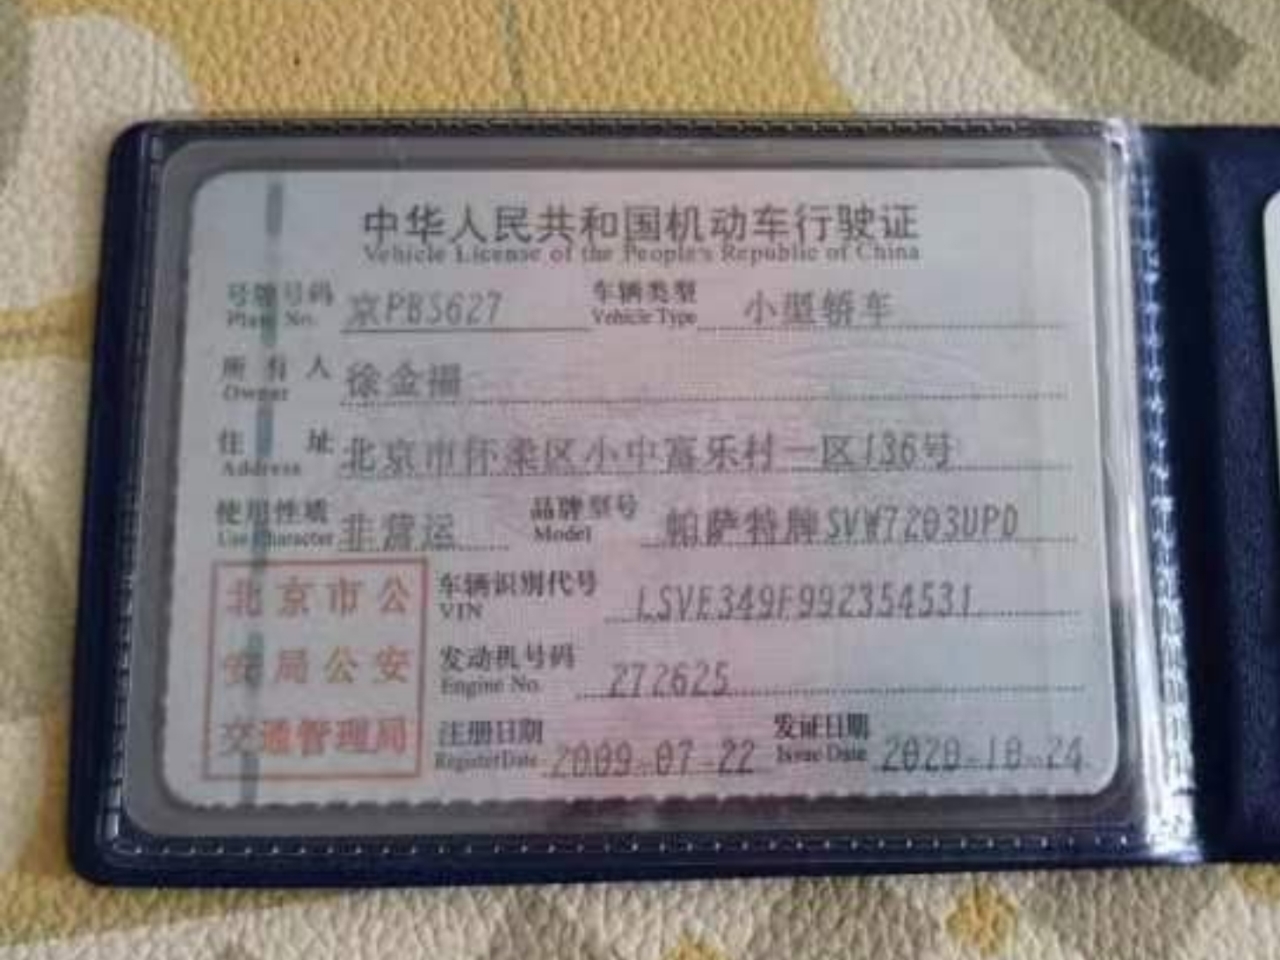 中华人民共和国机动车行驶证
Vehicle License of the People's Republic of China
号牌号码 京PB5627 车辆类型 小型轿车
Plate No. Vehicle Type
所有人 徐金福
Owner
住址 北京市怀柔区小中富乐村一区136号
Address
使用性质 非营运 品牌型号 帕萨特牌SVW7203UPD
Use Character Model
北京市公 车辆识别代号 LSVE349F992354531
VIN
安局公安 发动机号码 272625
Engine No.
交通管理局 注册日期 2009-07-22 发证日期 2020-10-24
Register Date Issue Date